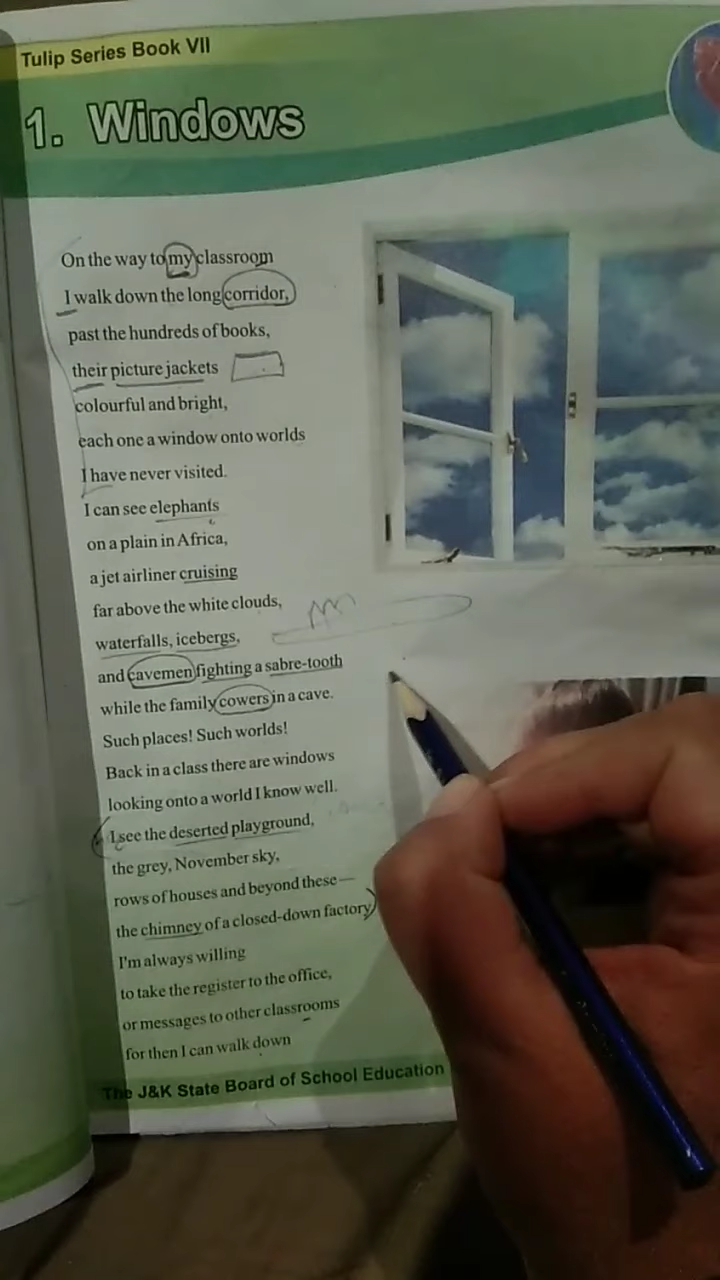 Tulip Series Book VII
1. Windows
On the way to my classroom
I walk down the long corridor,
past the hundreds of books,
their picture jackets
colourful and bright,
each one a window onto worlds
I have never visited.
I can see elephants
on a plain in Africa,
a jet airliner cruising
far above the white clouds,
waterfalls, icebergs,
and cavemen fighting a sabre-tooth
while the family cowers in a cave.
Such places! Such worlds!
Back in a class there are windows
looking onto a world I know well.
I see the deserted playground,
the grey, November sky,
rows of houses and beyond these—
the chimney of a closed-down factory
I'm always willing
to take the register to the office,
or messages to other classrooms
for then I can walk down
The J&K State Board of School Education